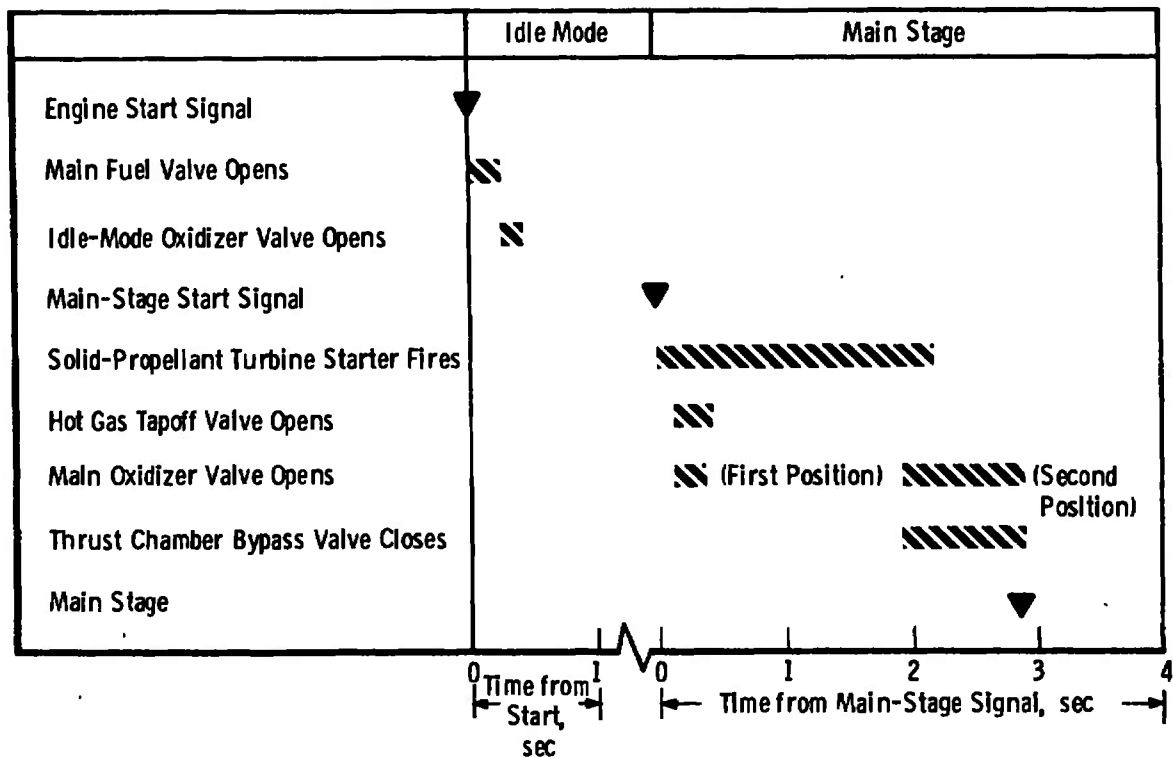 Idle Mode
Main Stage
Engine Start Signal
Main Fuel Valve Opens
Idle-Mode Oxidizer Valve Opens
Main-Stage Start Signal
Solid-Propellant Turbine Starter Fires
Hot Gas Tapoff Valve Opens
Main Oxidizer Valve Opens
(First Position)
(Second
Position)
Thrust Chamber Bypass Valve Closes
Main Stage
0 1 0 1 2 3 4
Time from
Start,
sec
Time from Main-Stage Signal, sec